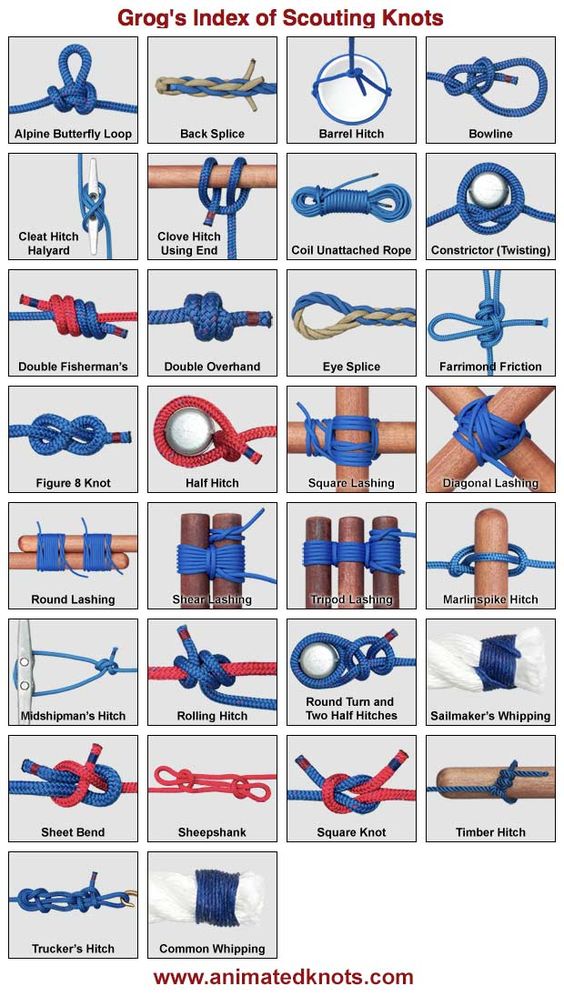 Grog's Index of Scouting Knots
Alpine Butterfly Loop
Back Splice
Barrel Hitch
Bowline
Cleat Hitch
Halyard
Clove Hitch
Using End
Coil Unattached Rope
Constrictor (Twisting)
Double Fisherman's
Double Overhand
Eye Splice
Farrimond Friction
Figure 8 Knot
Half Hitch
Square Lashing
Diagonal Lashing
Round Lashing
Shear Lashing
Tripod Lashing
Marlinspike Hitch
Midshipman's Hitch
Rolling Hitch
Round Turn and
Two Half Hitches
Sailmaker's Whipping
Sheet Bend
Sheepshank
Square Knot
Timber Hitch
Trucker's Hitch
Common Whipping
www.animatedknots.com